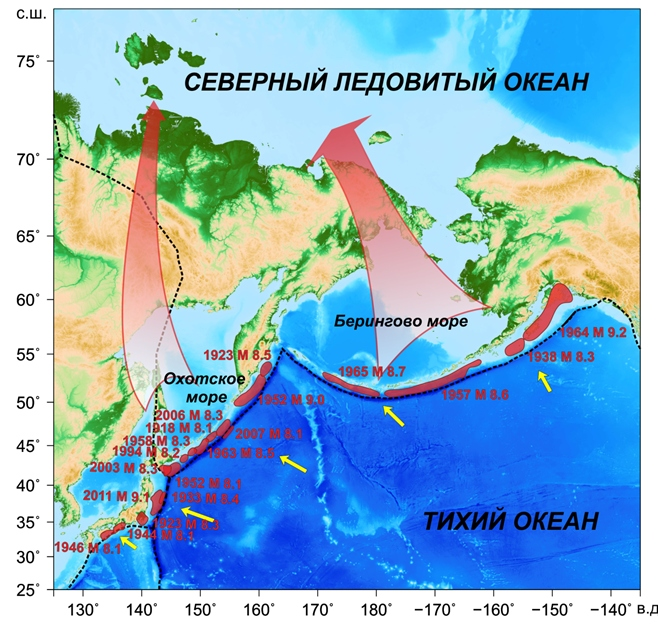 с.ш.
75°
70°
65°
60°
55°
50°
45°
40°
35°
30°
25°
СЕВЕРНЫЙ ЛЕДОВИТЫЙ ОКЕАН
Берингово море
1964 M 9.2
1938 M 8.3
1923 M 8.5
1965 M 8.7
Охотское
море
1952 M 9.0
1957 M 8.6
2006 M 8.3
1918 M 8.1
2007 M 8.1
1958 M 8.3
1994 M 8.2
1963 M 8.5
2003 M 8.3
1952 M 8.1
2011 M 9.1
1933 M 8.4
ТИХИЙ ОКЕАН
1923 M 8.3
1944 M 8.1
1946 M 8.1
130° 140° 150° 160° 170° 180° −170° −160° −150° −140° в.д